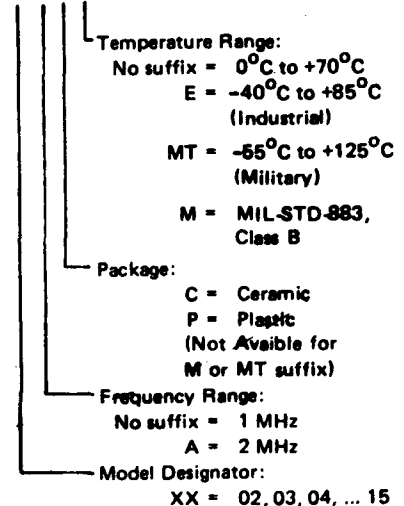 Temperature Range:
No suffix = 0°C to +70°C
E = -40°C to +85°C
(Industrial)
MT = -55°C to +125°C
(Military)
M = MIL-STD-883,
Class B
Package:
C = Ceramic
P = Plastic
(Not Avaible for
M or MT suffix)
Frequency Range:
No suffix = 1 MHz
A = 2 MHz
Model Designator:
XX = 02, 03, 04, ... 15